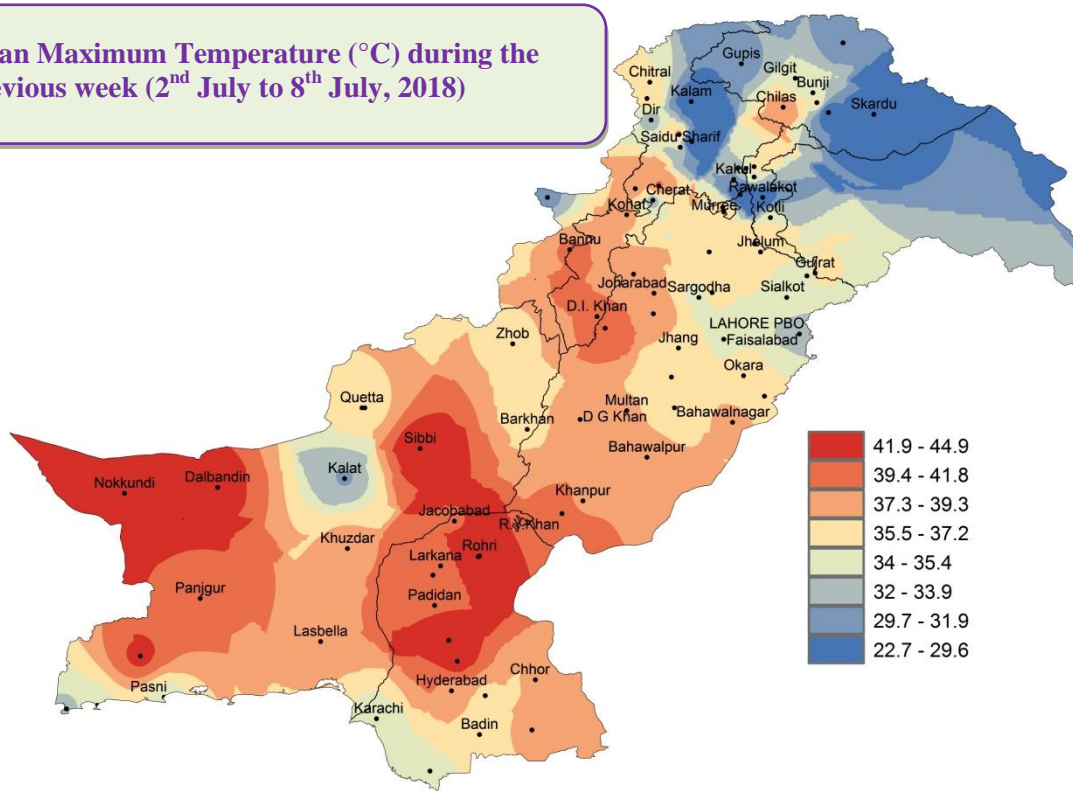 an Maximum Temperature (°C) during the
evious week (2nd July to 8th July, 2018)
Gupis
Gilgit
Chitral
Bunji
Kalam
Chilas
Skardu
Dir
Saidu Sharif
Kakul
Cherat
Rawalakot
Kohat
Murree
Kotli
Bannu
Jhelum
Gujrat
Joharabad
Sargodha
Sialkot
D.I. Khan
LAHORE PBO
Zhob
Jhang
Faisalabad
Okara
Quetta
Multan
Barkhan
D G Khan
Bahawalnagar
Sibbi
Bahawalpur
Kalat
Nokkundi
Dalbandin
Khanpur
Jacobabad
R.Y.Khan
Khuzdar
Rohri
Larkana
Panjgur
Padidan
Lasbella
Chhor
Pasni
Hyderabad
Karachi
Badin
41.9 - 44.9
39.4 - 41.8
37.3 - 39.3
35.5 - 37.2
34 - 35.4
32 - 33.9
29.7 - 31.9
22.7 - 29.6